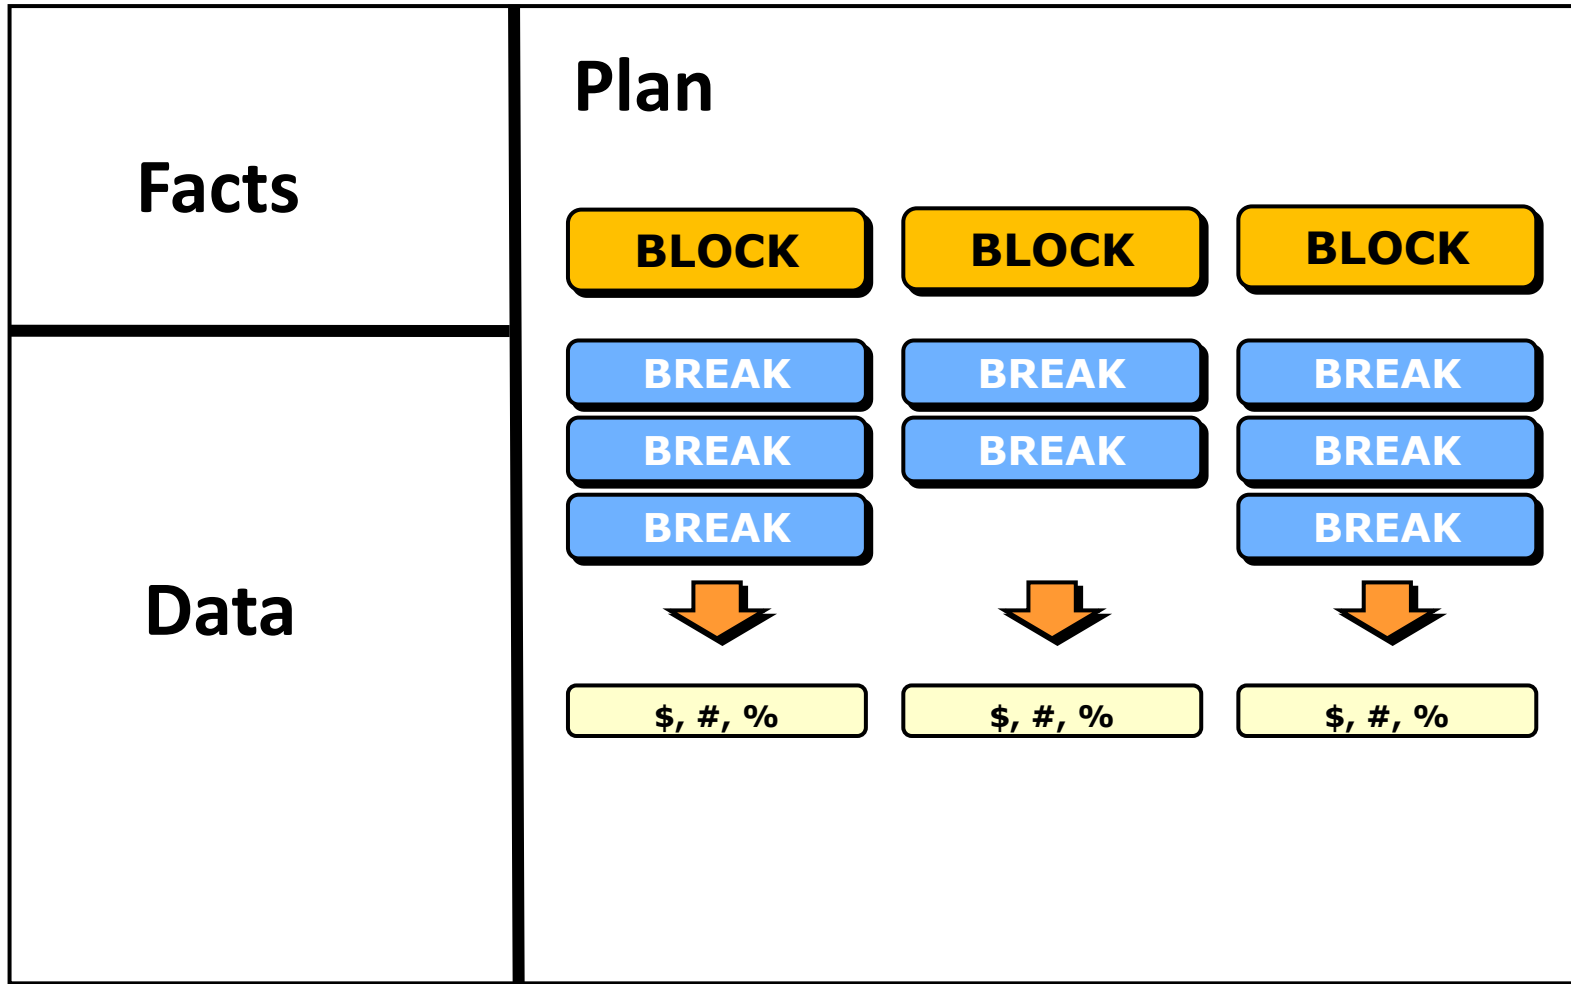 Facts
Data
Plan
BLOCK BLOCK BLOCK
BREAK BREAK BREAK
BREAK BREAK BREAK
BREAK BREAK
$, #, % $, #, % $, #, %